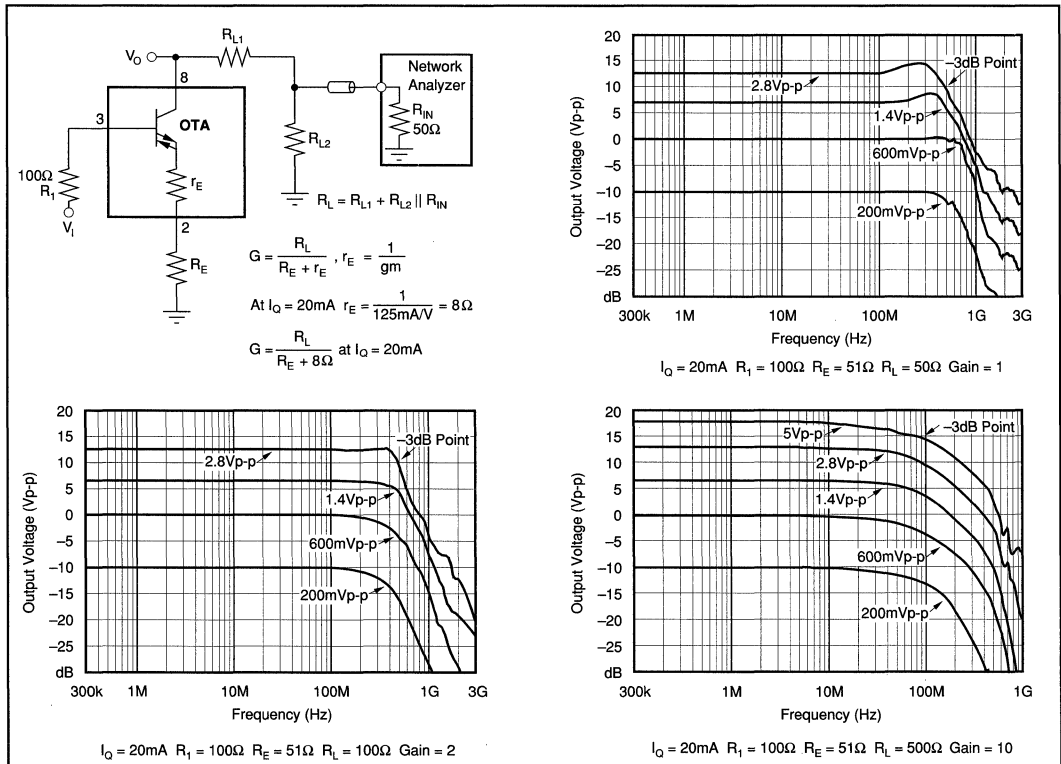 V_O
R_L1
8
3
OTA
100Ω
R_1
V_I
r_E
2
R_E
R_L2
Network
Analyzer
R_IN
50Ω
R_L = R_L1 + R_L2 || R_IN
G = R_L / (R_E + r_E) , r_E = 1 / gm
At I_Q = 20mA r_E = 1 / 125mA/V = 8Ω
G = R_L / (R_E + 8Ω) at I_Q = 20mA
Output Voltage (Vp-p)
20
15
10
5
0
−5
−10
−15
−20
−25
dB
–3dB Point
2.8Vp-p
1.4Vp-p
600mVp-p
200mVp-p
300k 1M 10M 100M 1G 3G
Frequency (Hz)
I_Q = 20mA R_1 = 100Ω R_E = 51Ω R_L = 50Ω Gain = 1
Output Voltage (Vp-p)
20
15
10
5
0
−5
−10
−15
−20
−25
dB
–3dB Point
2.8Vp-p
1.4Vp-p
600mVp-p
200mVp-p
300k 1M 10M 100M 1G 3G
Frequency (Hz)
I_Q = 20mA R_1 = 100Ω R_E = 51Ω R_L = 100Ω Gain = 2
Output Voltage (Vp-p)
20
15
10
5
0
−5
−10
−15
−20
−25
dB
–3dB Point
5Vp-p
2.8Vp-p
1.4Vp-p
600mVp-p
200mVp-p
300k 1M 10M 100M 1G
Frequency (Hz)
I_Q = 20mA R_1 = 100Ω R_E = 51Ω R_L = 500Ω Gain = 10